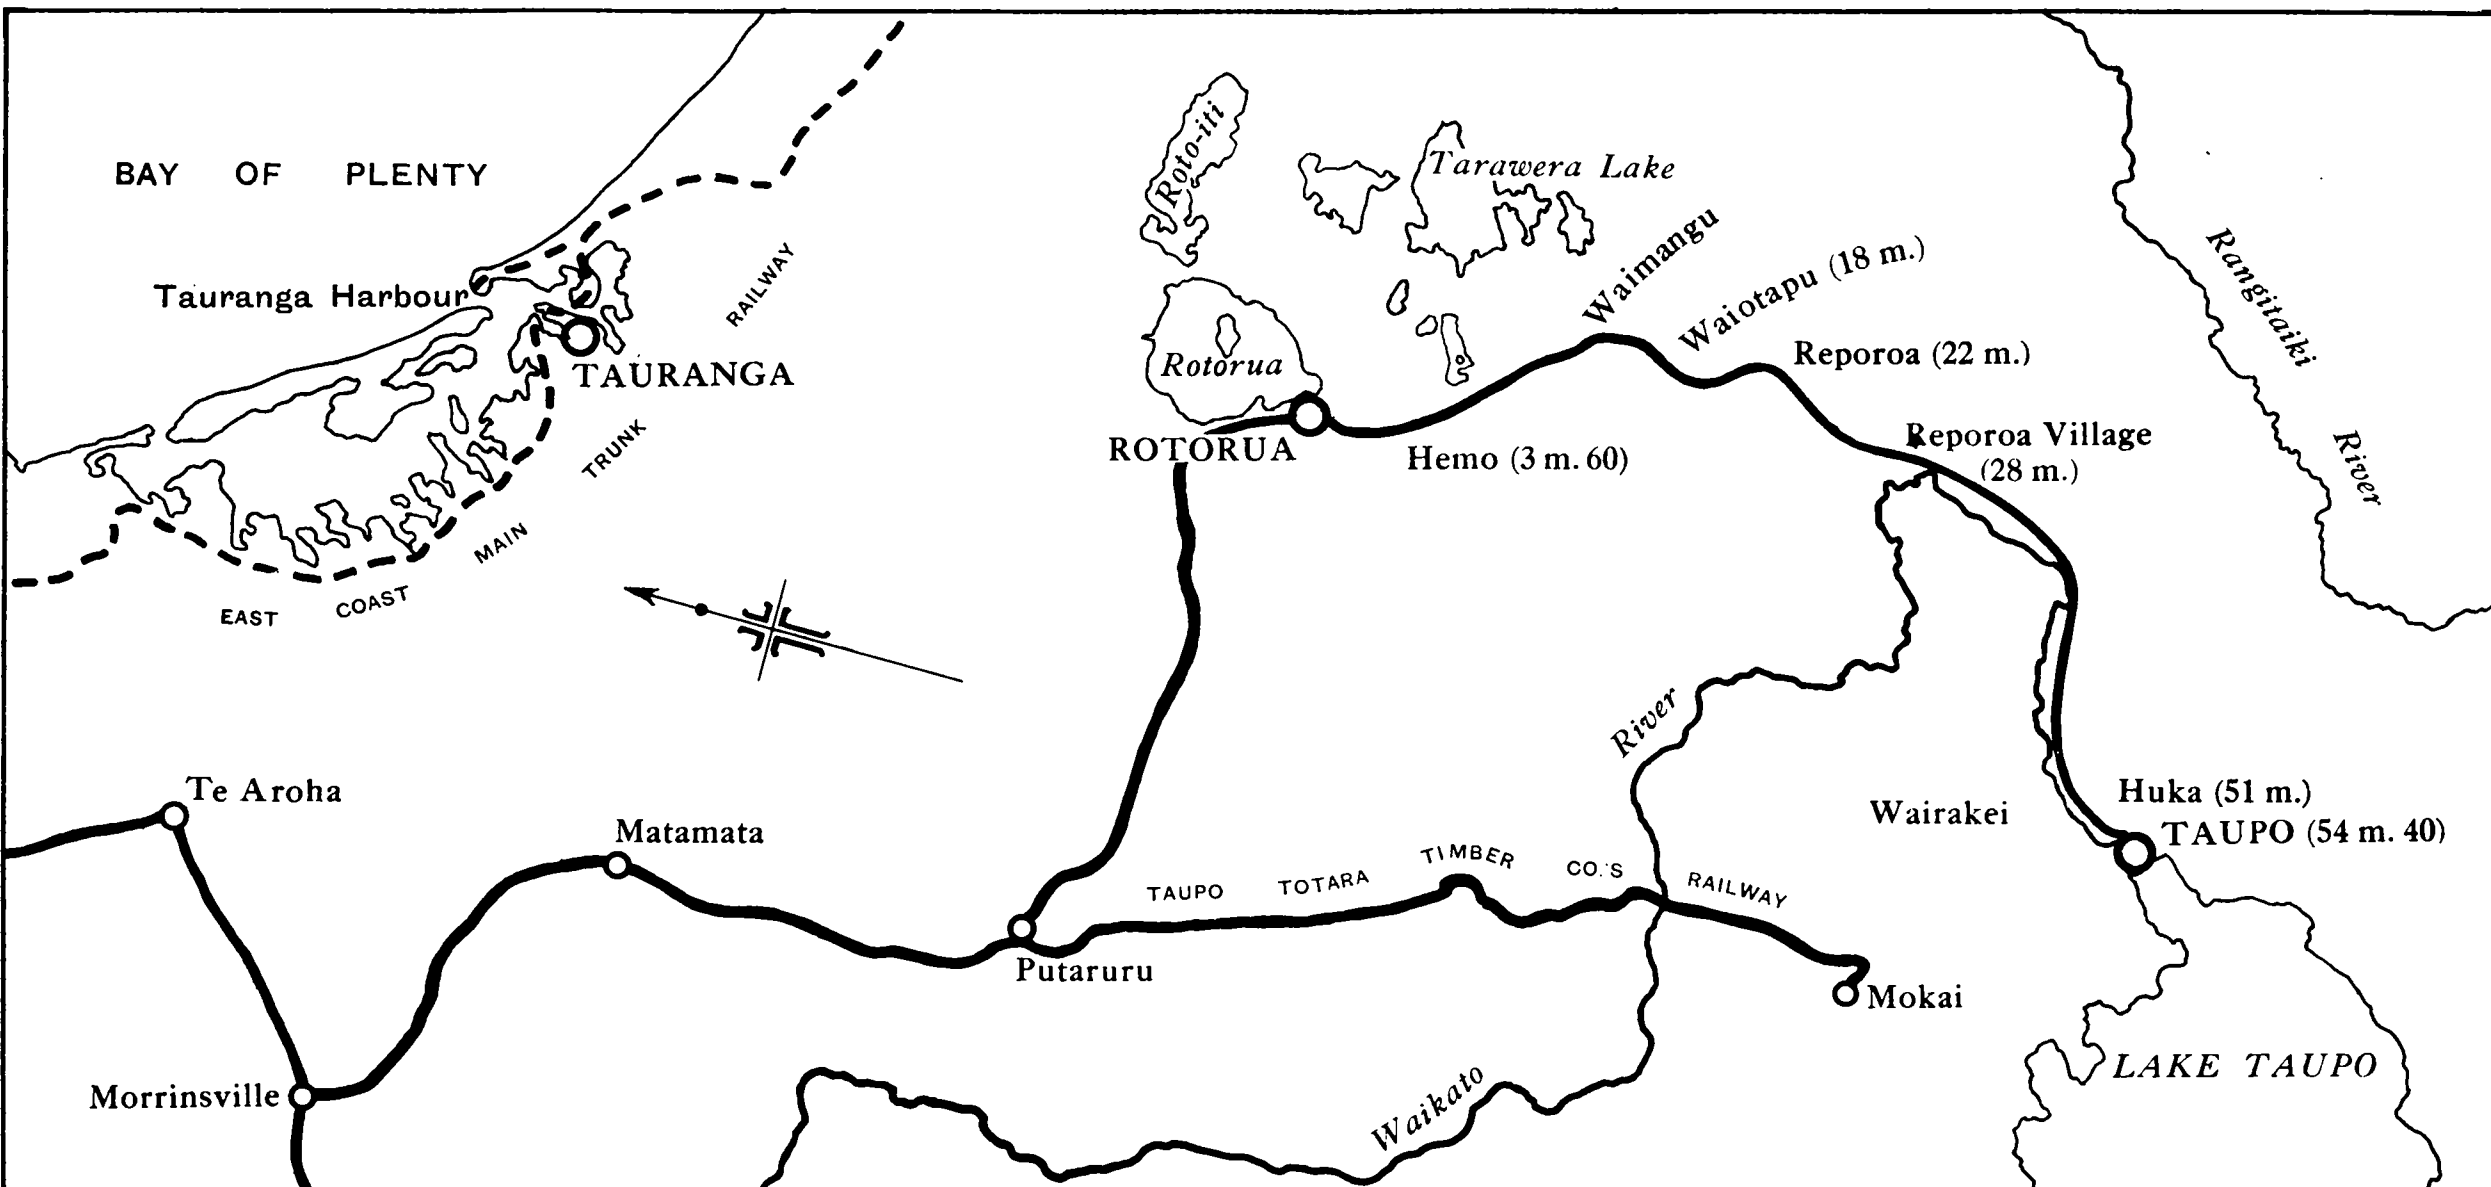 BAY OF PLENTY
Roto-iti
Tarawera Lake
Tauranga Harbour
RAILWAY
Waimangu
Waiotapu (18 m.)
Rangitaiki
River
TAURANGA
Rotorua
Reporoa (22 m.)
ROTORUA
Hemo (3 m. 60)
Reporoa Village
(28 m.)
TRUNK
MAIN
COAST
EAST
River
Te Aroha
Matamata
Wairakei
Huka (51 m.)
TAUPO (54 m. 40)
TAUPO TOTARA TIMBER CO.'S RAILWAY
Putaruru
Mokai
Morrinsville
Waikato
LAKE TAUPO